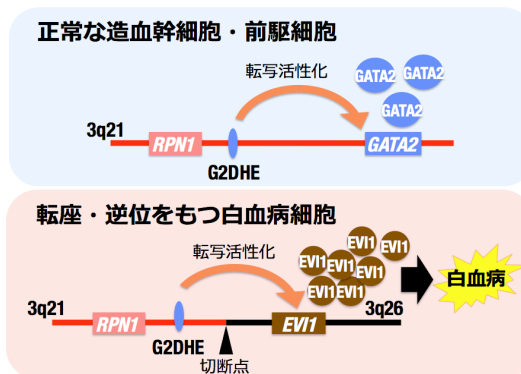 正常な造血幹細胞・前駆細胞
転写活性化
GATA2
GATA2
GATA2
3q21
RPN1
GATA2
G2DHE
転座・逆位をもつ白血病細胞
転写活性化
EVI1
EVI1
EVI1
EVI1
EVI1
EVI1
EVI1
EVI1
白血病
3q21
3q26
RPN1
EVI1
G2DHE
切断点